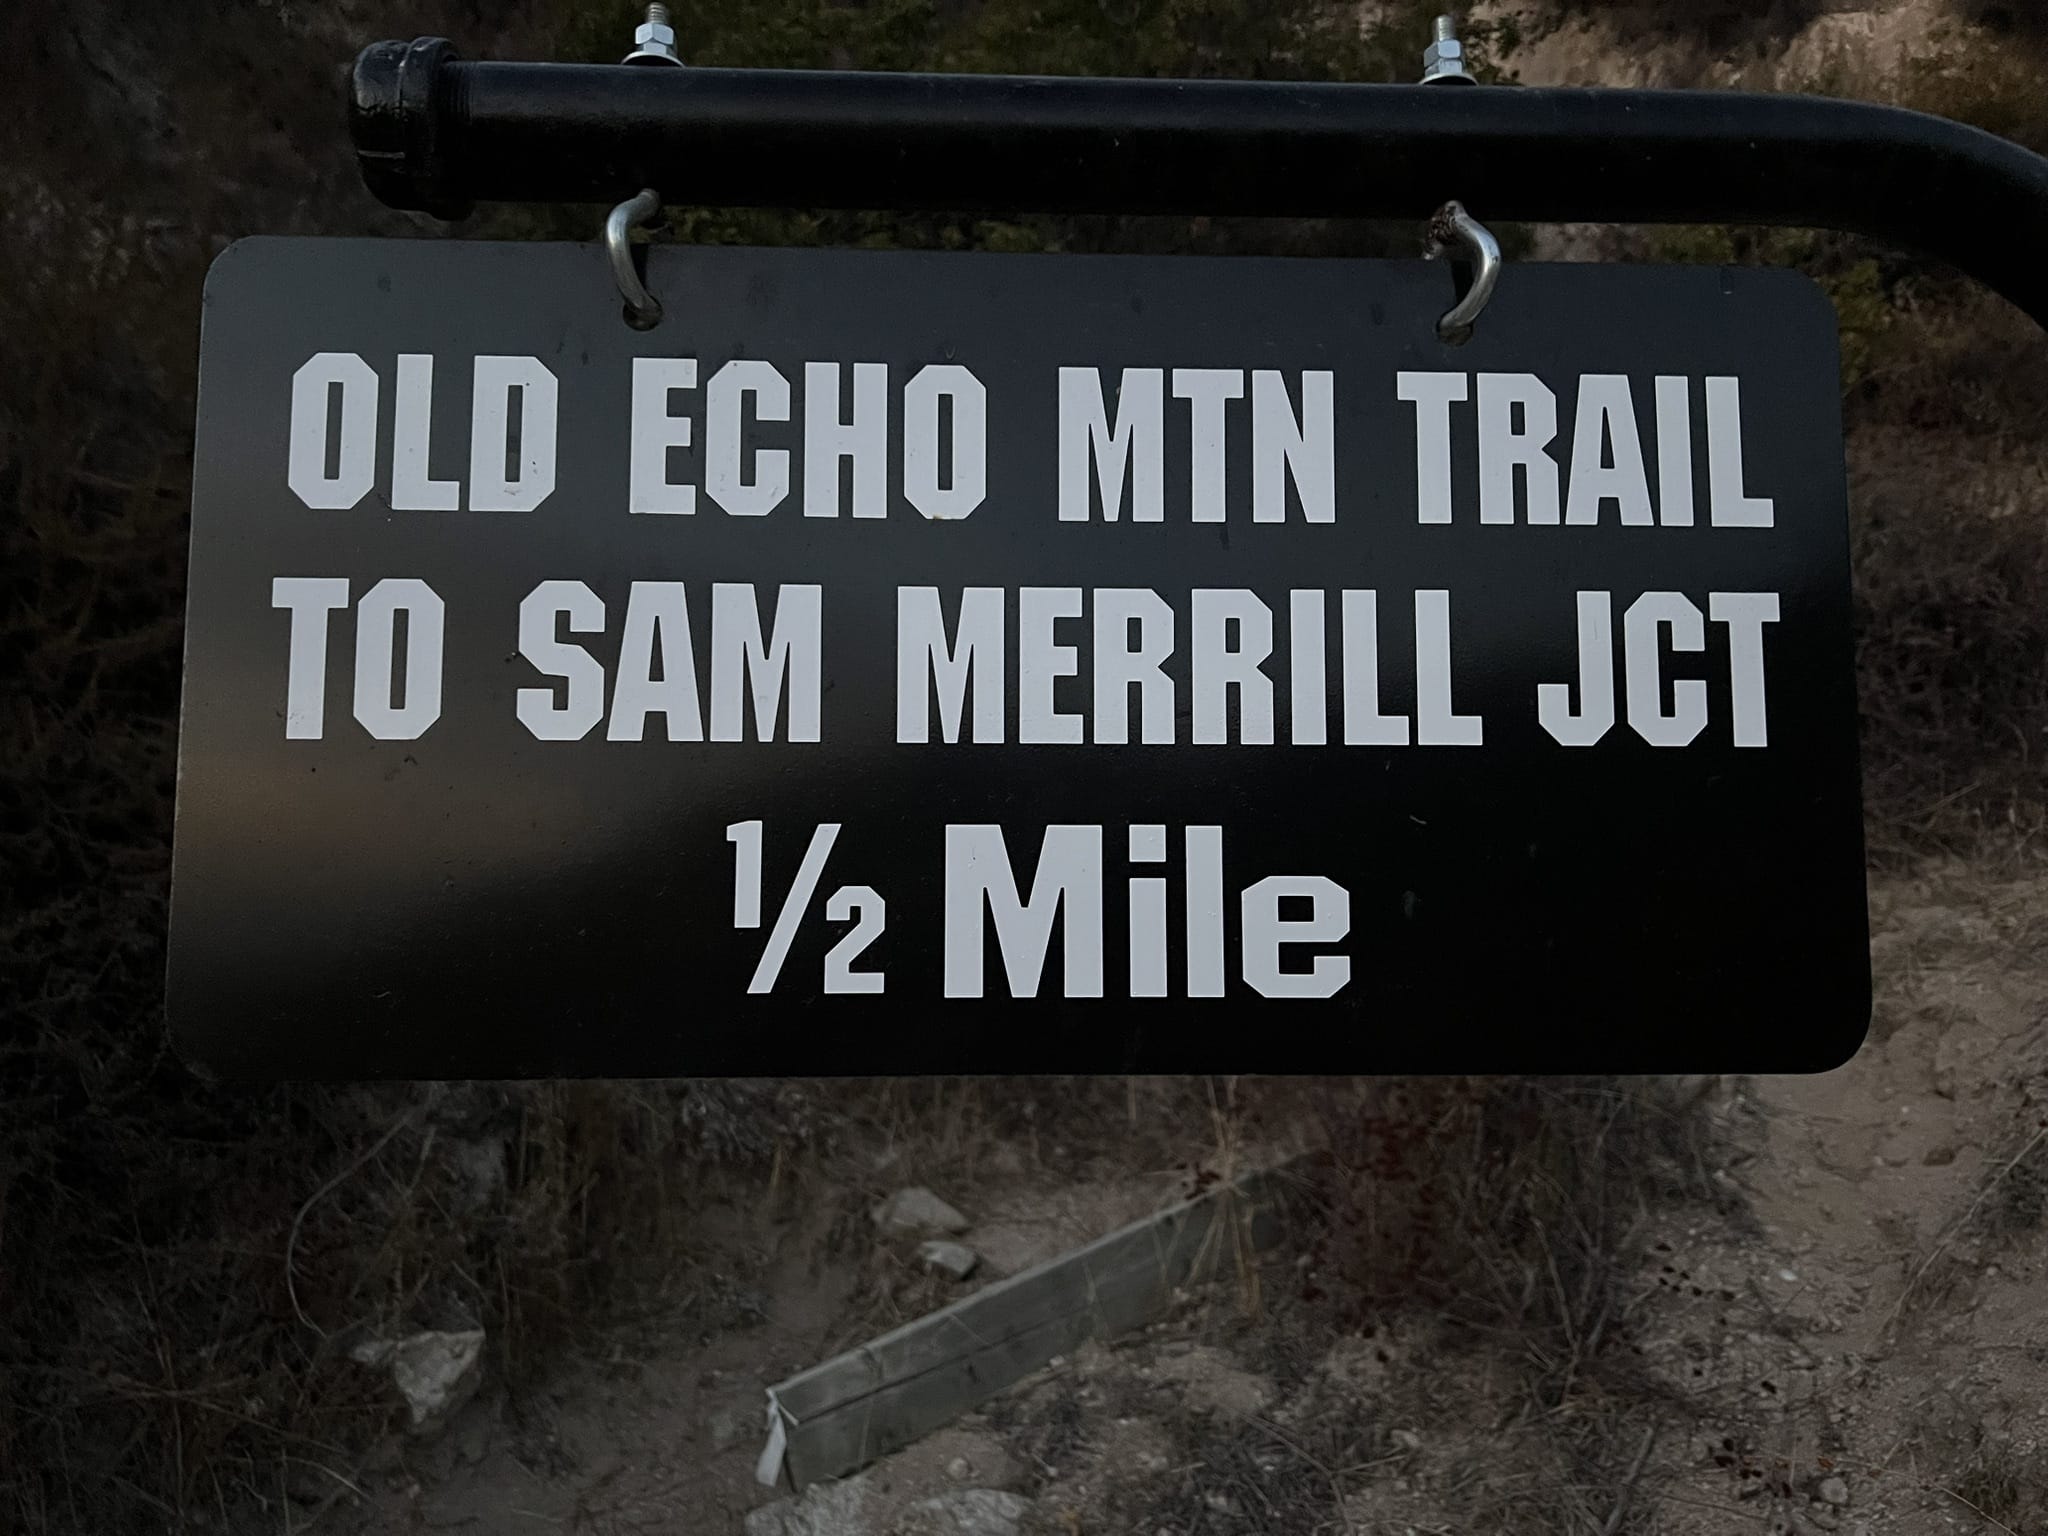 OLD ECHO MTN TRAIL
TO SAM MERRILL JCT
½ Mile